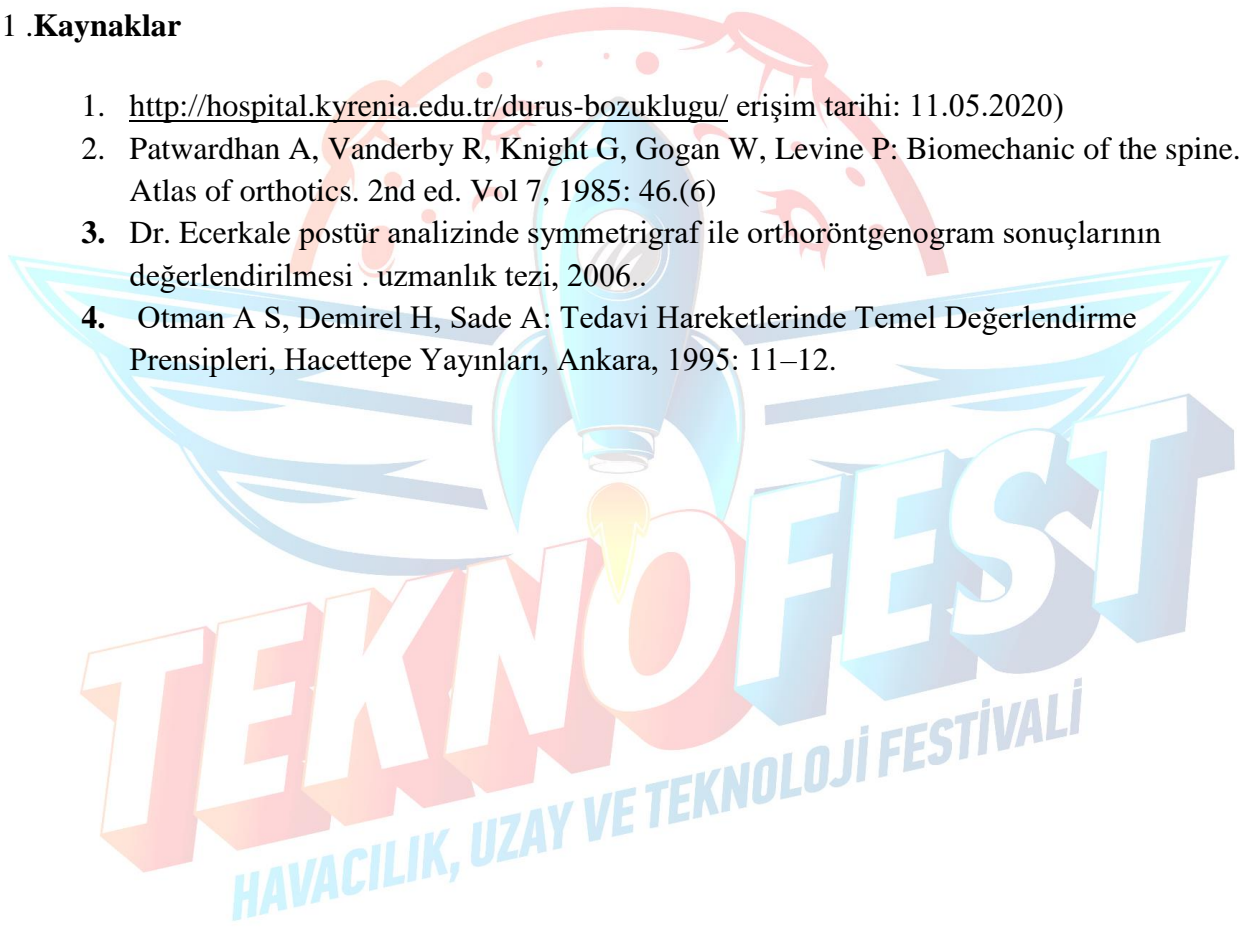 1 .Kaynaklar
1. http://hospital.kyrenia.edu.tr/durus-bozuklugu/ erişim tarihi: 11.05.2020)
2. Patwardhan A, Vanderby R, Knight G, Gogan W, Levine P: Biomechanic of the spine.
Atlas of orthotics. 2nd ed. Vol 7, 1985: 46.(6)
3. Dr. Ecerkale postür analizinde symmetrigraf ile orthoröntgenogram sonuçlarının
değerlendirilmesi . uzmanlık tezi, 2006..
4. Otman A S, Demirel H, Sade A: Tedavi Hareketlerinde Temel Değerlendirme
Prensipleri, Hacettepe Yayınları, Ankara, 1995: 11–12.
TEKNOFEST
HAVACILIK, UZAY VE TEKNOLOJİ FESTİVALİ